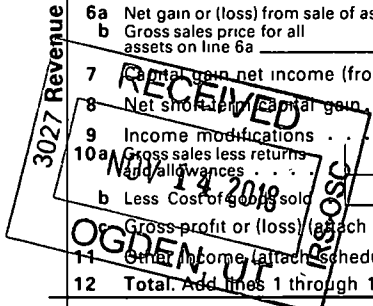 Revenue
6a Net gain or (loss) from sale of as
b Gross sales price for all
assets on line 6a
7 Capital gain net income (fro
8 Net short-term capital gain
9 Income modifications . . .
10a Gross sales less returns
and allowances . . . .
b Less Cost of goods sold
c Gross profit or (loss) (attach
11 Other income (attach schedu
12 Total. Add lines 1 through 1
RECEIVED
3027
NOV 14 2018
IRS-OSC
OGDEN, UT